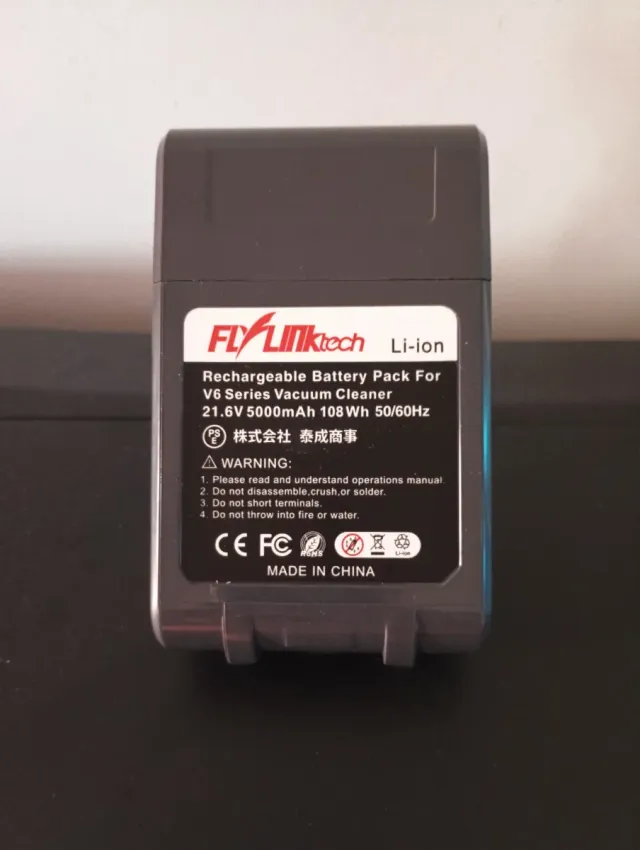 FLYLINKtech Li-ion
Rechargeable Battery Pack For
V6 Series Vacuum Cleaner
21.6V 5000mAh 108Wh 50/60Hz
PSE 株式会社 泰成商事
WARNING:
1. Please read and understand operations manual
2. Do not disassemble,crush,or solder.
3. Do not short terminals.
4. Do not throw into fire or water.
CE FC RoHS Li-ion
MADE IN CHINA